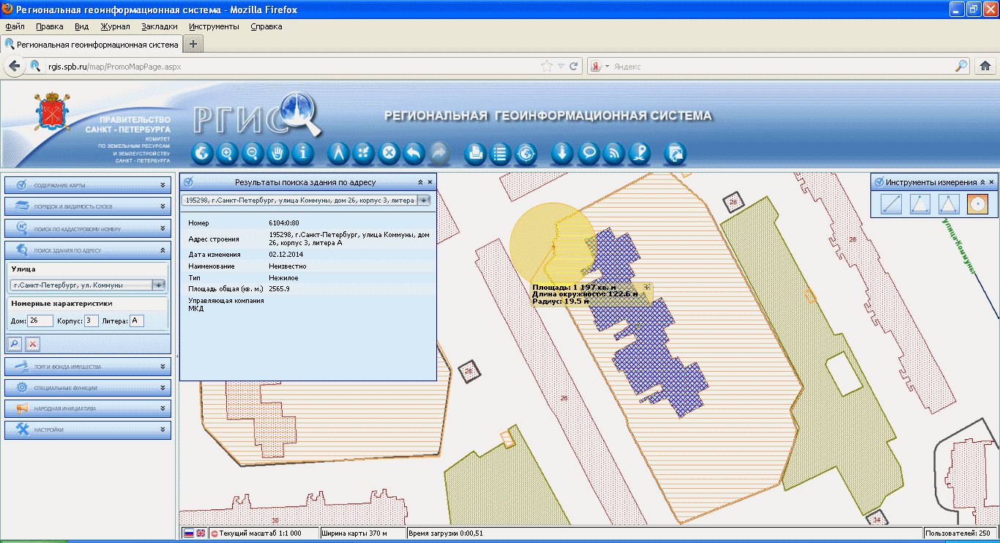 Региональная геоинформационная система - Mozilla Firefox
Файл Правка Вид Журнал Закладки Инструменты Справка
Региональная геоинформационная система
rgis.spb.ru/map/PromoMapPage.aspx
Яндекс
ПРАВИТЕЛЬСТВО
САНКТ - ПЕТЕРБУРГА
КОМИТЕТ
ПО ЗЕМЕЛЬНЫМ РЕСУРСАМ
И ЗЕМЛЕУСТРОЙСТВУ
САНКТ - ПЕТЕРБУРГА
РГИС
РЕГИОНАЛЬНАЯ ГЕОИНФОРМАЦИОННАЯ СИСТЕМА
СОДЕРЖАНИЕ КАРТЫ
ПОРЯДОК И ВИДИМОСТЬ СЛОЕВ
ПОИСК ПО КАДАСТРОВОМУ НОМЕРУ
ПОИСК ЗДАНИЯ ПО АДРЕСУ
Улица
г.Санкт-Петербург, ул. Коммуны
Номерные характеристики
Дом: 26 Корпус: 3 Литера: А
ТОРГИ ФОНДА ИМУЩЕСТВА
СПЕЦИАЛЬНЫЕ ФУНКЦИИ
НАРОДНАЯ ИНИЦИАТИВА
НАСТРОЙКИ
Результаты поиска здания по адресу
195298, г.Санкт-Петербург, улица Коммуны, дом 26, корпус 3, литера
Номер 6104:0:80
Адрес строения 195298, г.Санкт-Петербург, улица Коммуны, дом 26, корпус 3, литера А
Дата изменения 02.12.2014
Наименование Неизвестно
Тип Нежилое
Площадь общая (кв. м.) 2565.9
Управляющая компания
МКД
Инструменты измерения
Площадь: 1 197 кв. м
Длина окружности: 122.6 м
Радиус: 19.5 м
улица Коммуны
26
26
26
26
30
34
Текущий масштаб 1:1 000
Ширина карты 370 м
Время загрузки 0:00,51
Пользователей: 250